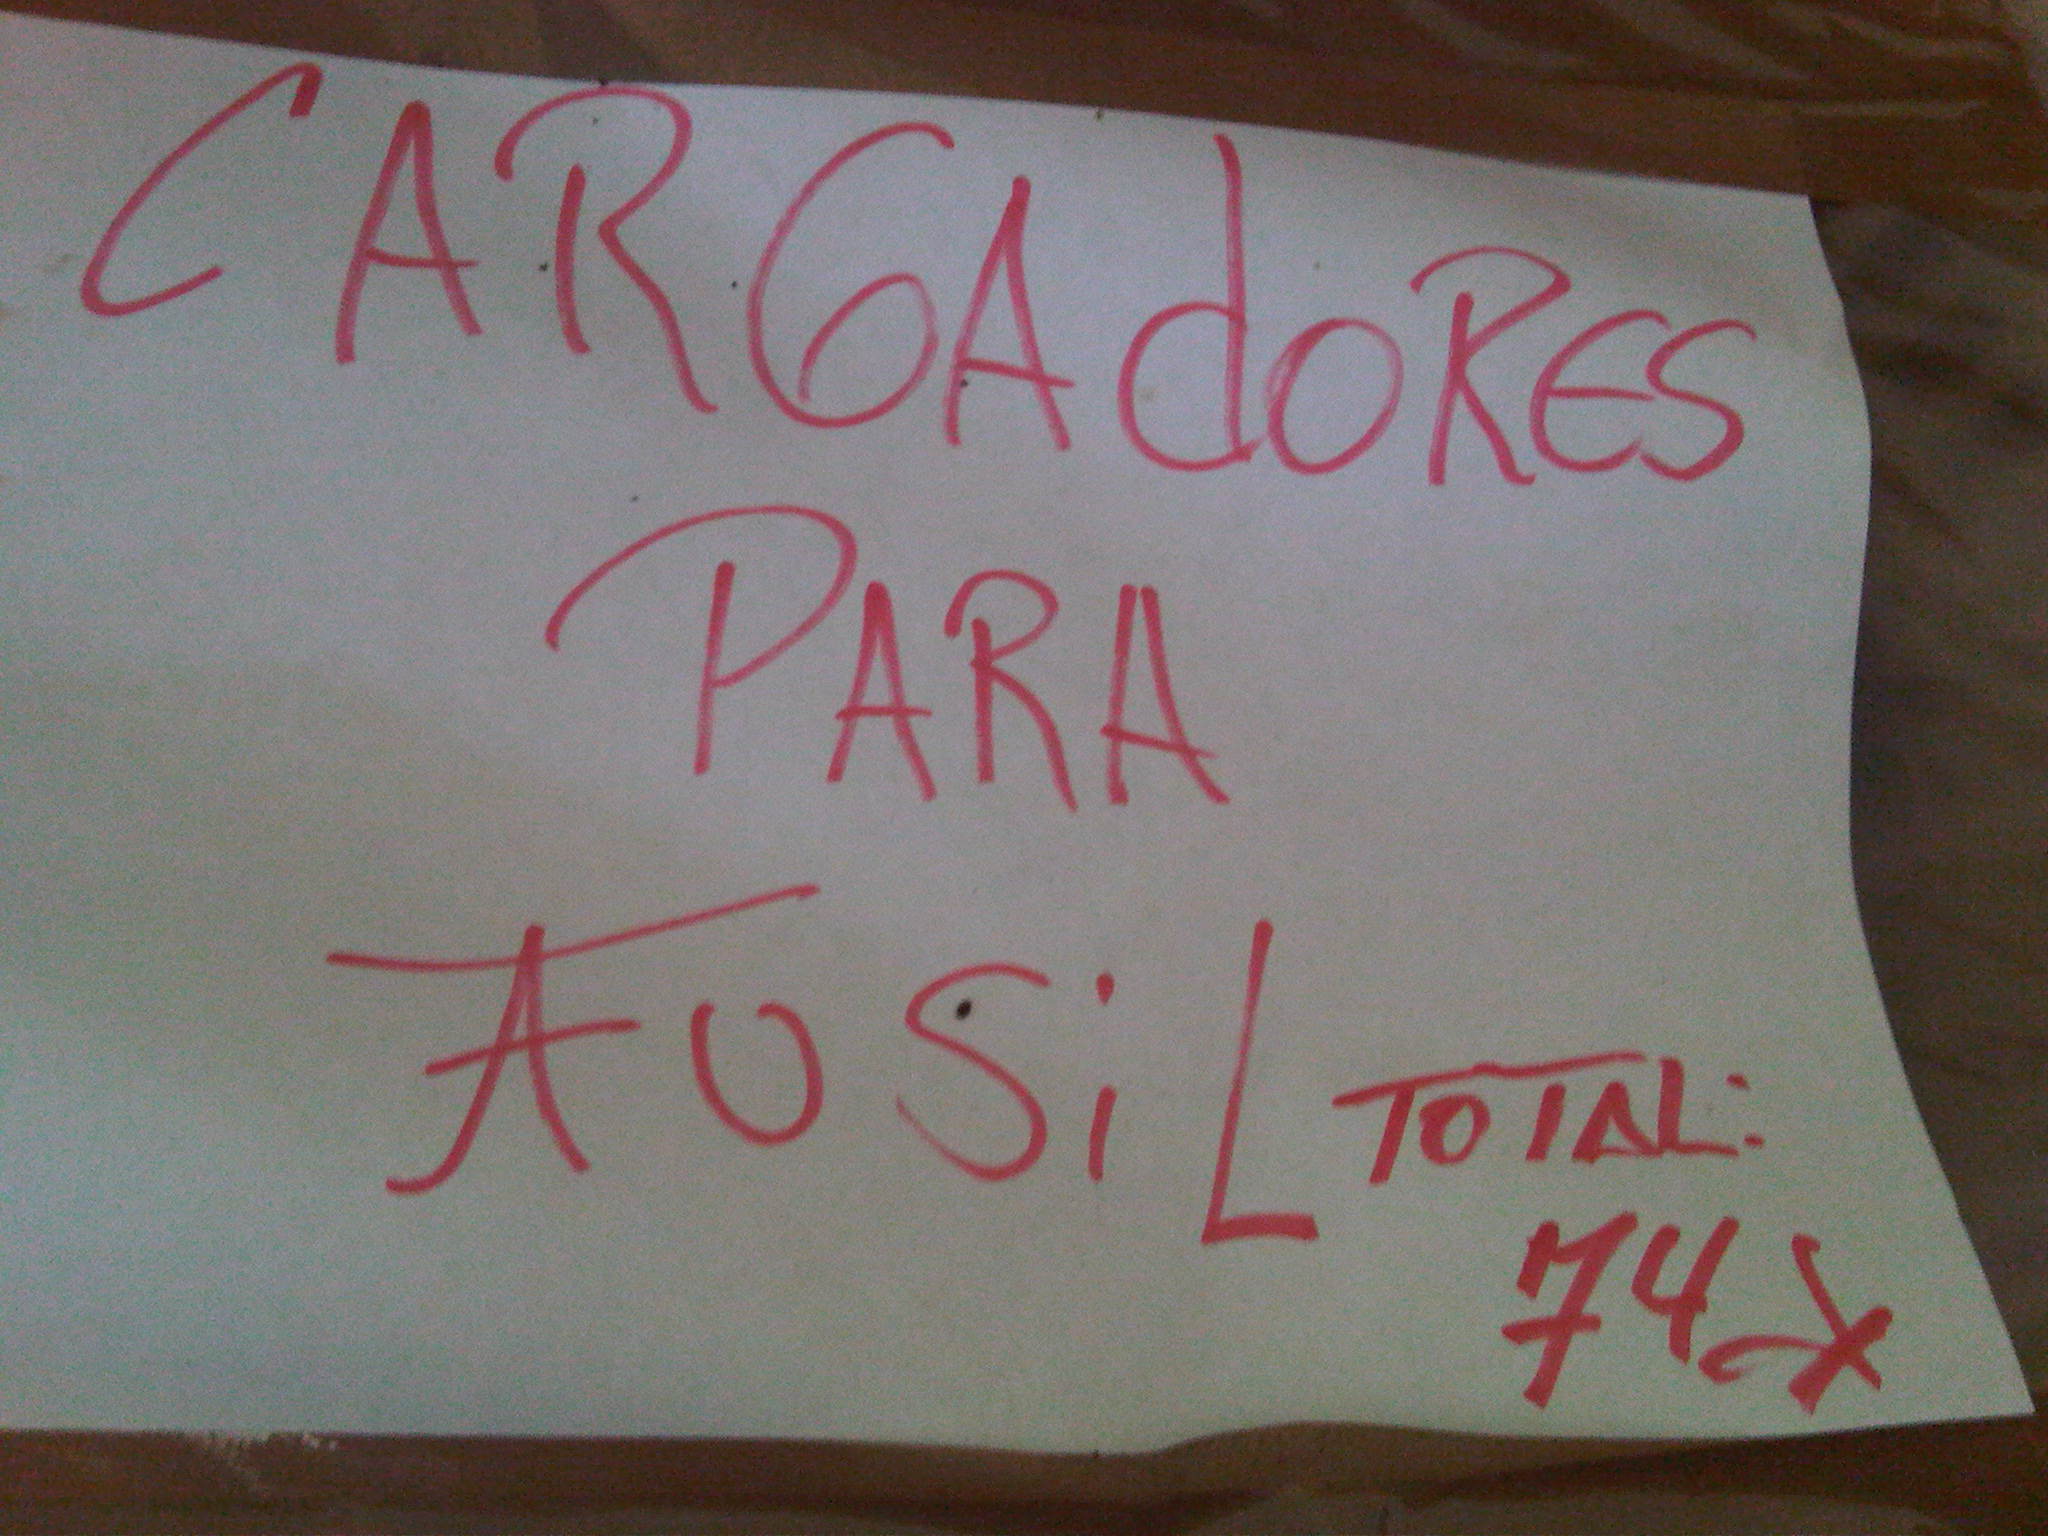 CARGAdORES
PARA
FUSiL
TOTAL:
74